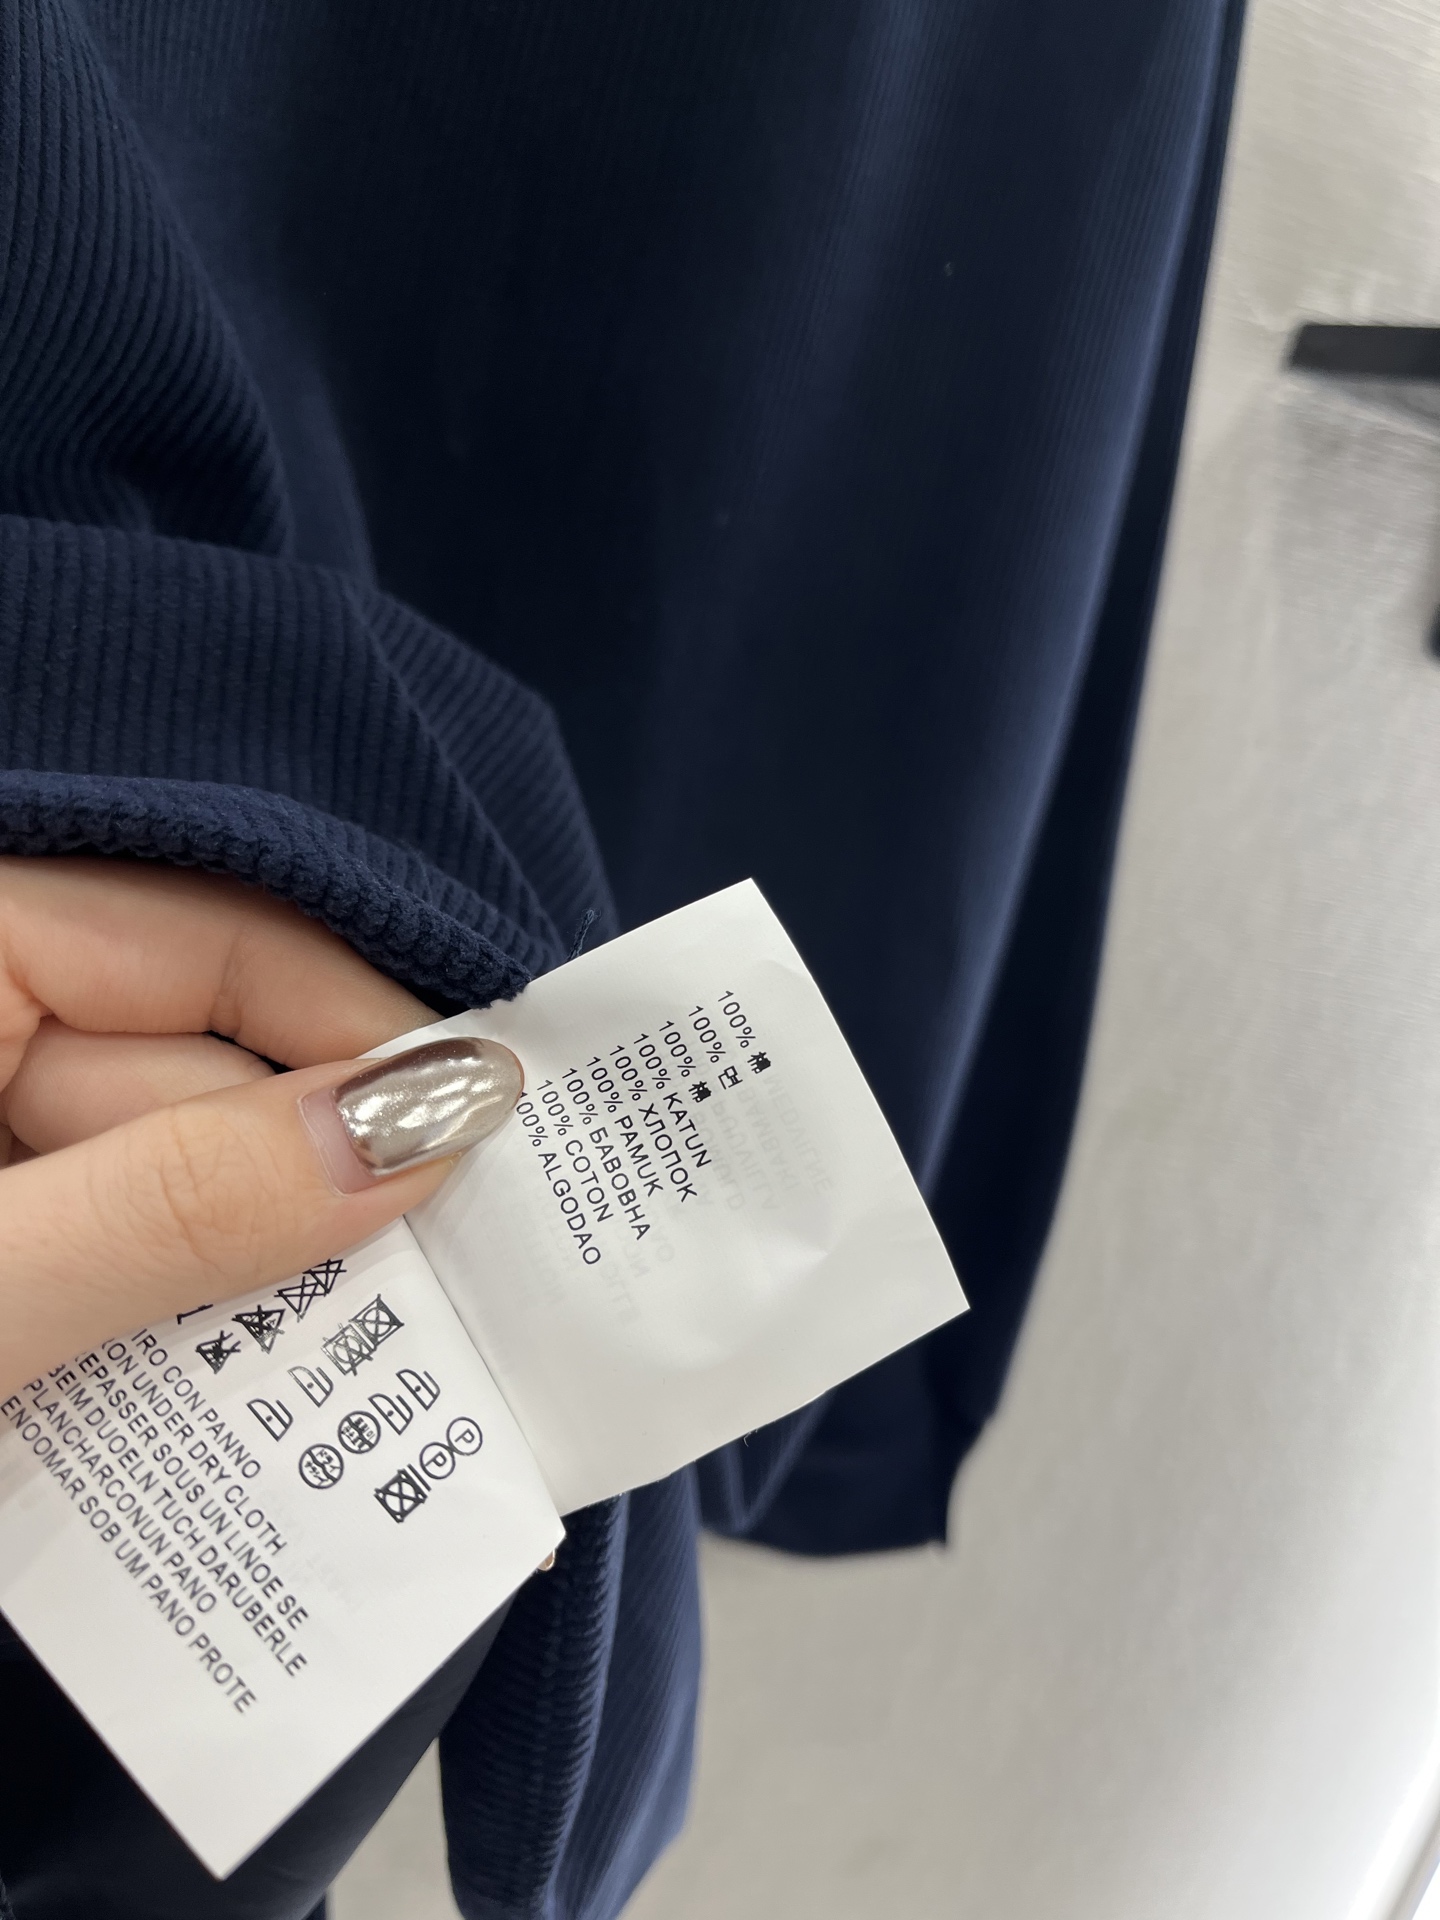 100% 棉
100% 면
100% 棉
100% KATUN
100% ХЛОПОК
100% PAMUK
100% БАВОВНА
100% COTON
100% ALGODAO
P
P
IRO CON PANNO
ON UNDER DRY CLOTH
EPASSER SOUS UN LINOE SE
BEIM DUOELN TUCH DARUBERLE
PLANCHARCONUN PANO
ENOOMAR SOB UM PANO PROTE